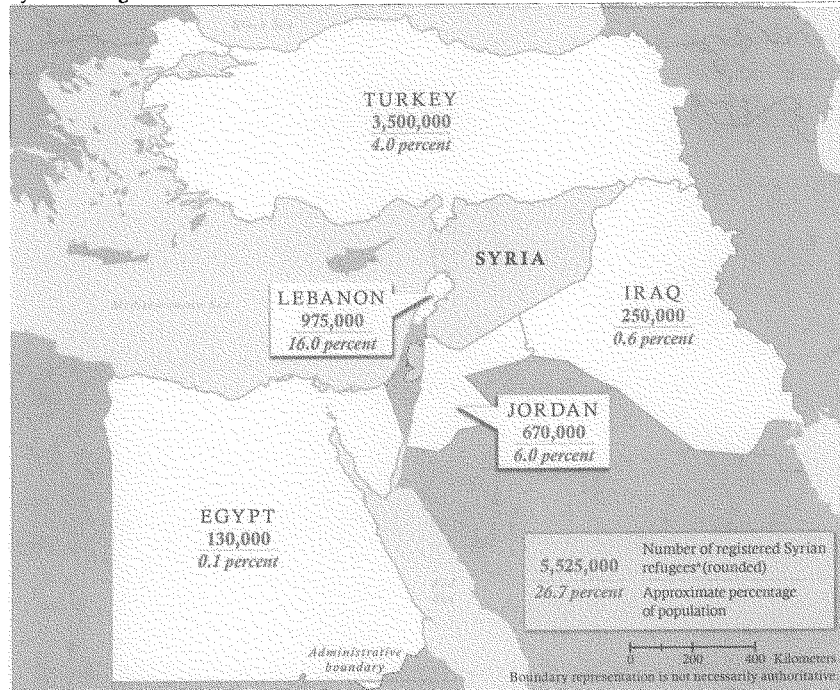 TURKEY
3,500,000
4.0 percent
SYRIA
LEBANON
975,000
16.0 percent
IRAQ
250,000
0.6 percent
JORDAN
670,000
6.0 percent
EGYPT
130,000
0.1 percent
5,525,000 Number of registered Syrian
refugees* (rounded)
26.7 percent Approximate percentage
of population
Administrative
boundary
0 200 400 Kilometers
Boundary representation is not necessarily authoritative